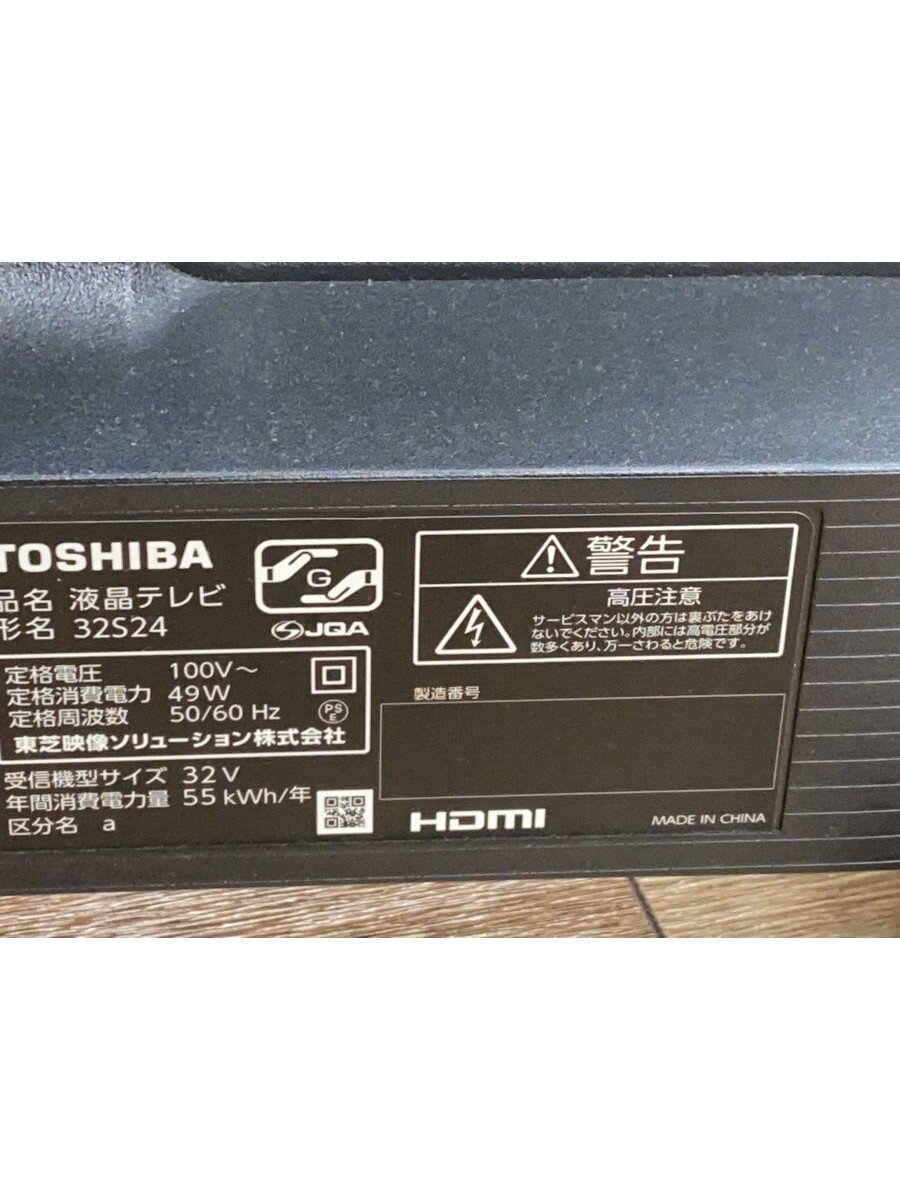 TOSHIBA
品名 液晶テレビ
形名 32S24
G
JQA
定格電圧 100V～
定格消費電力 49W
定格周波数 50/60 Hz
PS
E
東芝映像ソリューション株式会社
受信機型サイズ 32V
年間消費電力量 55 kWh/年
区分名 a
警告
高圧注意
サービスマン以外の方は裏ぶたをあけ
ないでください。内部には高電圧部分が
数多くあり、万一さわると危険です。
製造番号
HDMI
MADE IN CHINA